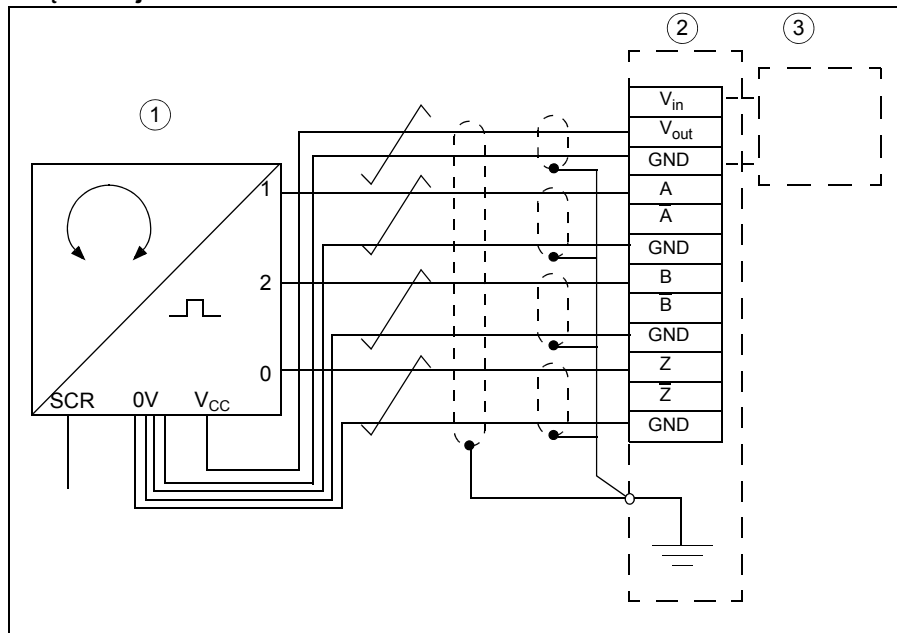 2
3
1
V_in
V_out
GND
A
A̅
GND
B
B̅
GND
Z
Z̅
GND
1
2
0
SCR 0V V_CC